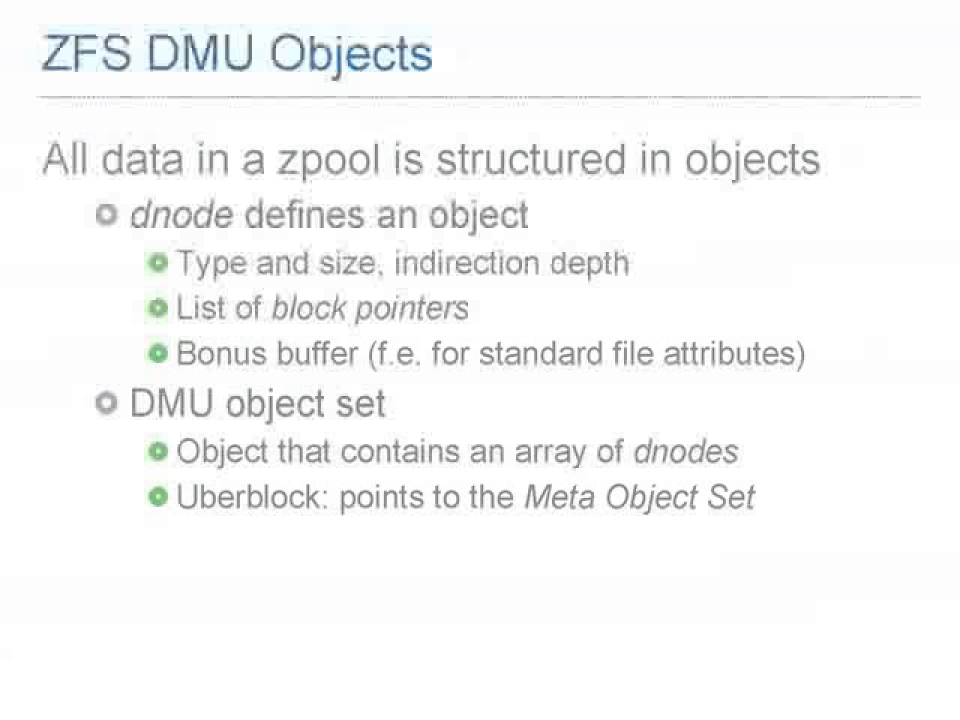 ZFS DMU Objects
All data in a zpool is structured in objects
dnode defines an object
Type and size, indirection depth
List of block pointers
Bonus buffer (f.e. for standard file attributes)
DMU object set
Object that contains an array of dnodes
Uberblock: points to the Meta Object Set